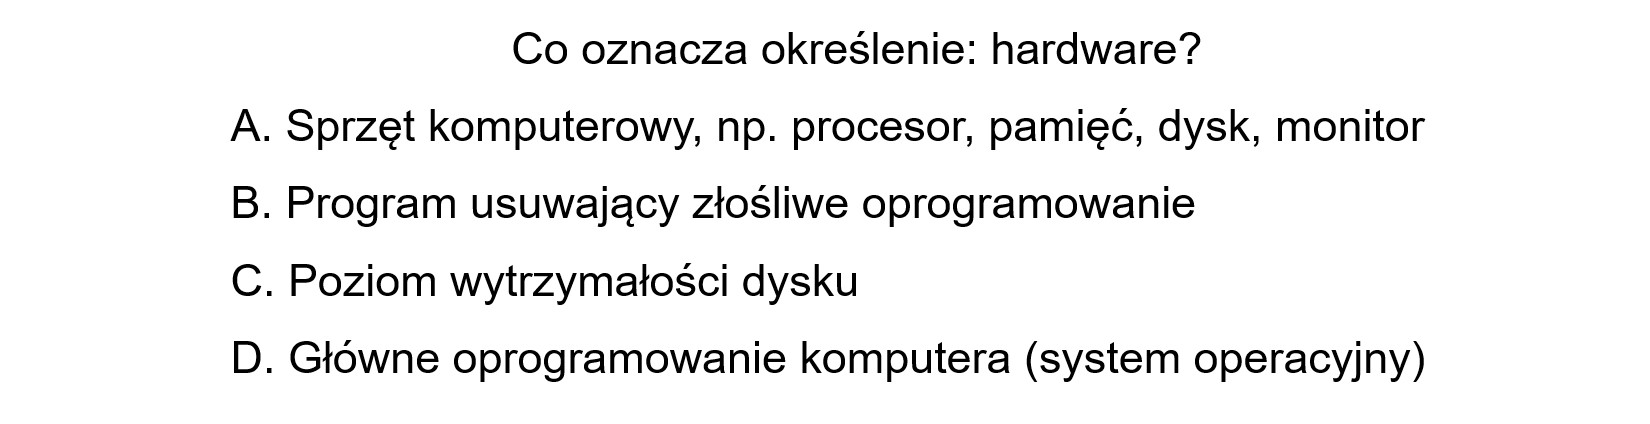 Co oznacza określenie: hardware?
A. Sprzęt komputerowy, np. procesor, pamięć, dysk, monitor
B. Program usuwający złośliwe oprogramowanie
C. Poziom wytrzymałości dysku
D. Główne oprogramowanie komputera (system operacyjny)